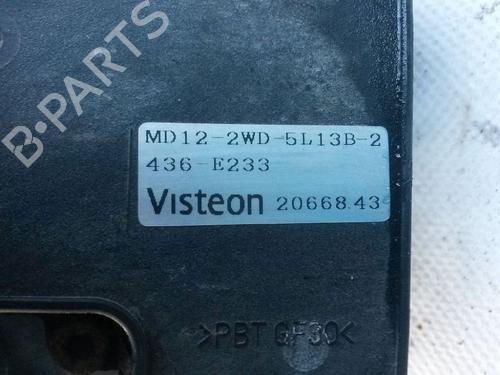 MD12-2WD-5L13B-2
436-E233
Visteon 20668.43
>PBT GF30<
B-PARTS